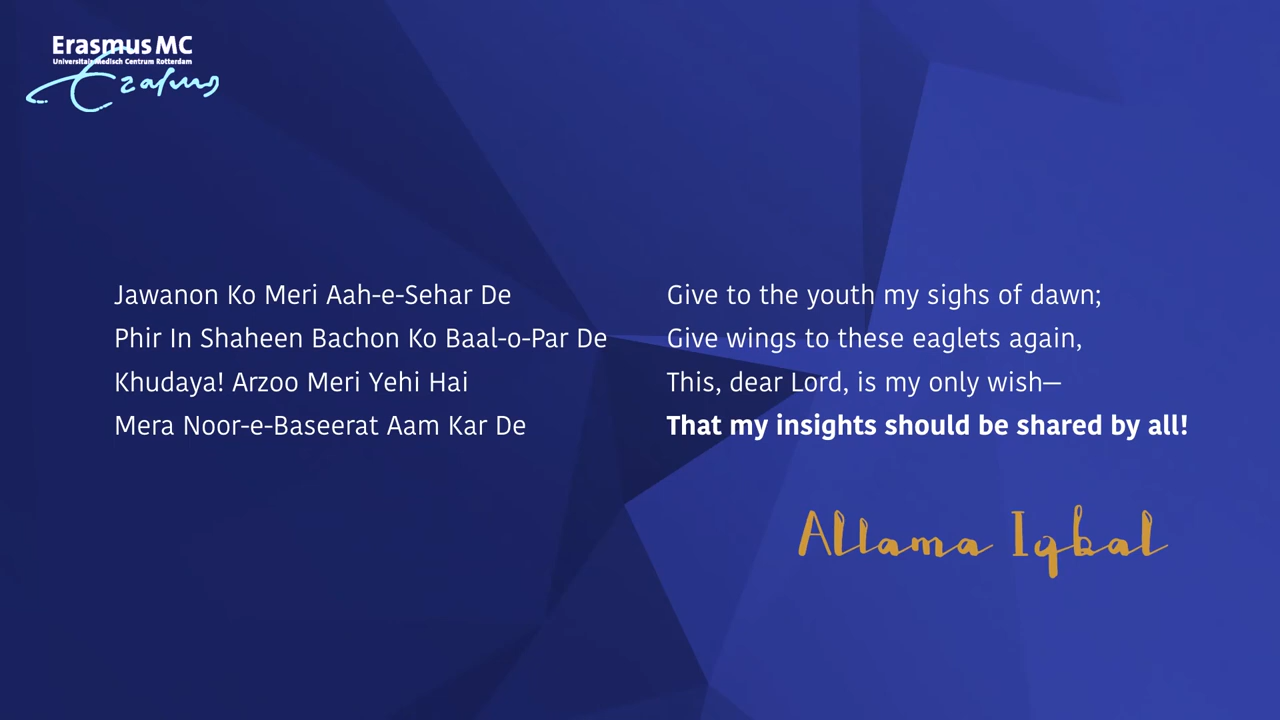 Erasmus MC
Universitair Medisch Centrum Rotterdam
Erasmus
Jawanon Ko Meri Aah-e-Sehar De
Phir In Shaheen Bachon Ko Baal-o-Par De
Khudaya! Arzoo Meri Yehi Hai
Mera Noor-e-Baseerat Aam Kar De
Give to the youth my sighs of dawn;
Give wings to these eaglets again,
This, dear Lord, is my only wish—
That my insights should be shared by all!
Allama Iqbal